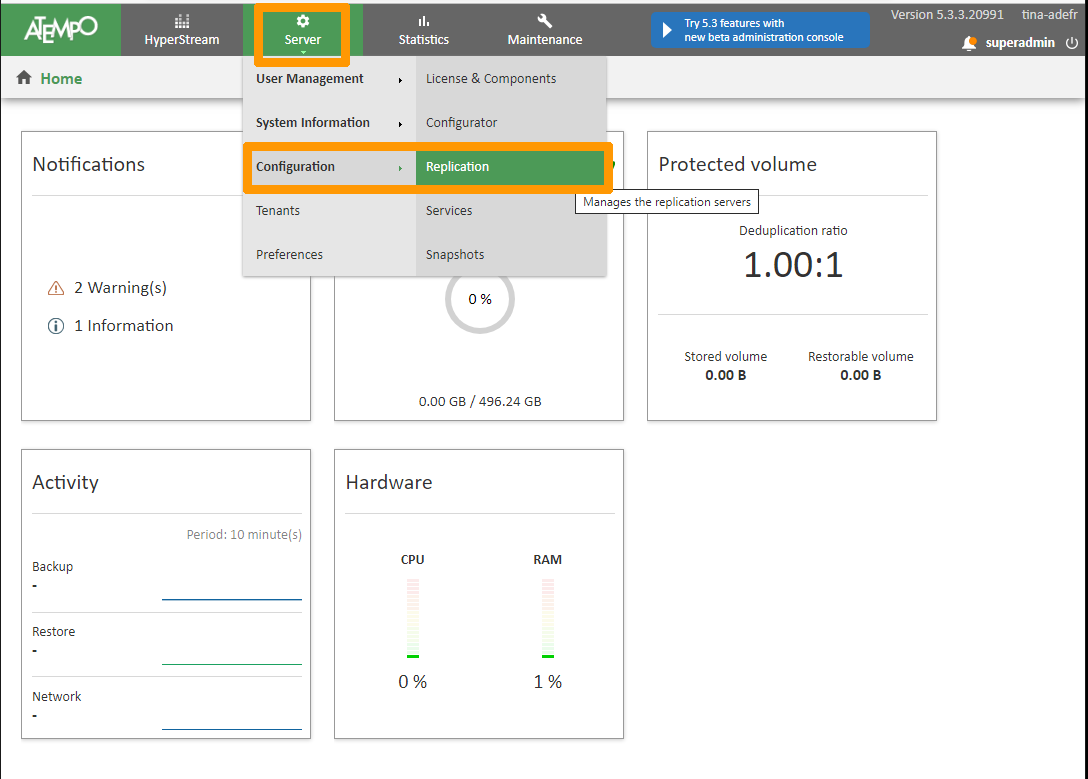 ATEMPO
HyperStream
Server
Statistics
Maintenance
Try 5.3 features with
new beta administration console
Version 5.3.3.20991 tina-adefr
superadmin
Home
User Management
System Information
Configuration
Tenants
Preferences
License & Components
Configurator
Replication
Services
Snapshots
Manages the replication servers
Notifications
2 Warning(s)
1 Information
0 %
0.00 GB / 496.24 GB
Protected volume
Deduplication ratio
1.00:1
Stored volume
0.00 B
Restorable volume
0.00 B
Activity
Period: 10 minute(s)
Backup
-
Restore
-
Network
-
Hardware
CPU
0 %
RAM
1 %